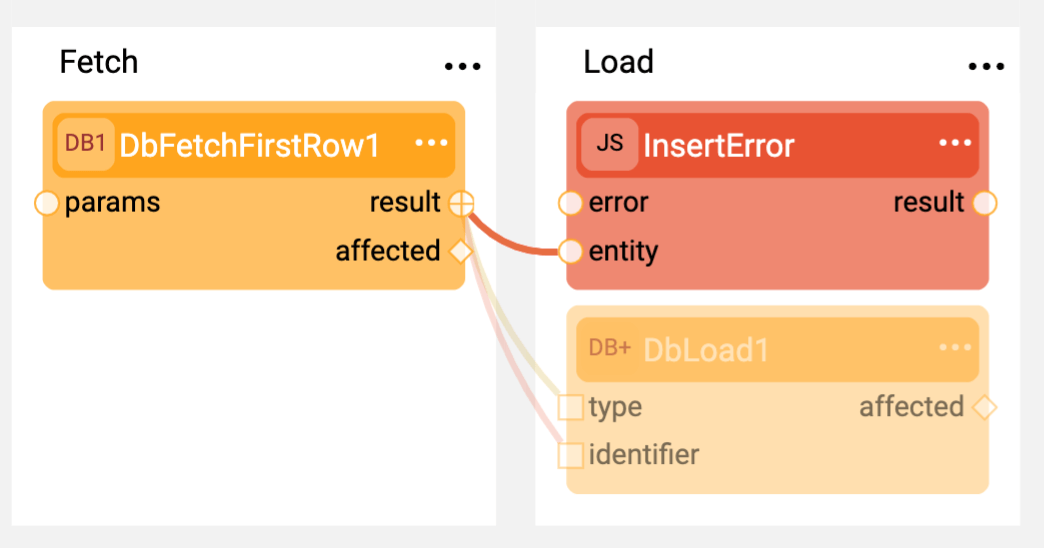 Fetch
DB1 DbFetchFirstRow1
params result
affected
Load
JS InsertError
error result
entity
DB+ DbLoad1
type affected
identifier